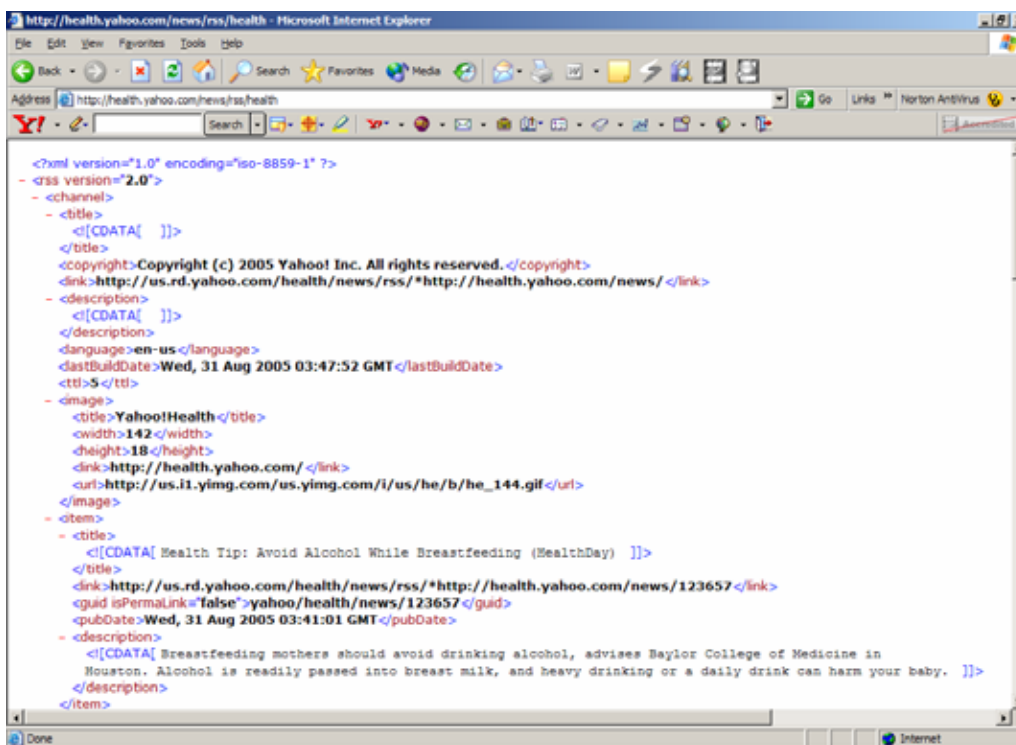 http://health.yahoo.com/news/rss/health - Microsoft Internet Explorer
File Edit View Favorites Tools Help
Back Search Favorites Media
Address http://health.yahoo.com/news/rss/health Go Links » Norton AntiVirus
Y! Search
<?xml version="1.0" encoding="iso-8859-1" ?>
- <rss version="2.0">
- <channel>
- <title>
<![CDATA[ ]]>
</title>
<copyright>Copyright (c) 2005 Yahoo! Inc. All rights reserved.</copyright>
<link>http://us.rd.yahoo.com/health/news/rss/*http://health.yahoo.com/news/</link>
- <description>
<![CDATA[ ]]>
</description>
<language>en-us</language>
<lastBuildDate>Wed, 31 Aug 2005 03:47:52 GMT</lastBuildDate>
<ttl>5</ttl>
- <image>
<title>Yahoo!Health</title>
<width>142</width>
<height>18</height>
<link>http://health.yahoo.com/</link>
<url>http://us.i1.yimg.com/us.yimg.com/i/us/he/b/he_144.gif</url>
</image>
- <item>
- <title>
<![CDATA[ Health Tip: Avoid Alcohol While Breastfeeding (HealthDay) ]]>
</title>
<link>http://us.rd.yahoo.com/health/news/rss/*http://health.yahoo.com/news/123657</link>
<guid isPermaLink="false">yahoo/health/news/123657</guid>
<pubDate>Wed, 31 Aug 2005 03:41:01 GMT</pubDate>
- <description>
<![CDATA[ Breastfeeding mothers should avoid drinking alcohol, advises Baylor College of Medicine in
Houston. Alcohol is readily passed into breast milk, and heavy drinking or a daily drink can harm your baby. ]]>
</description>
</item>
Done Internet